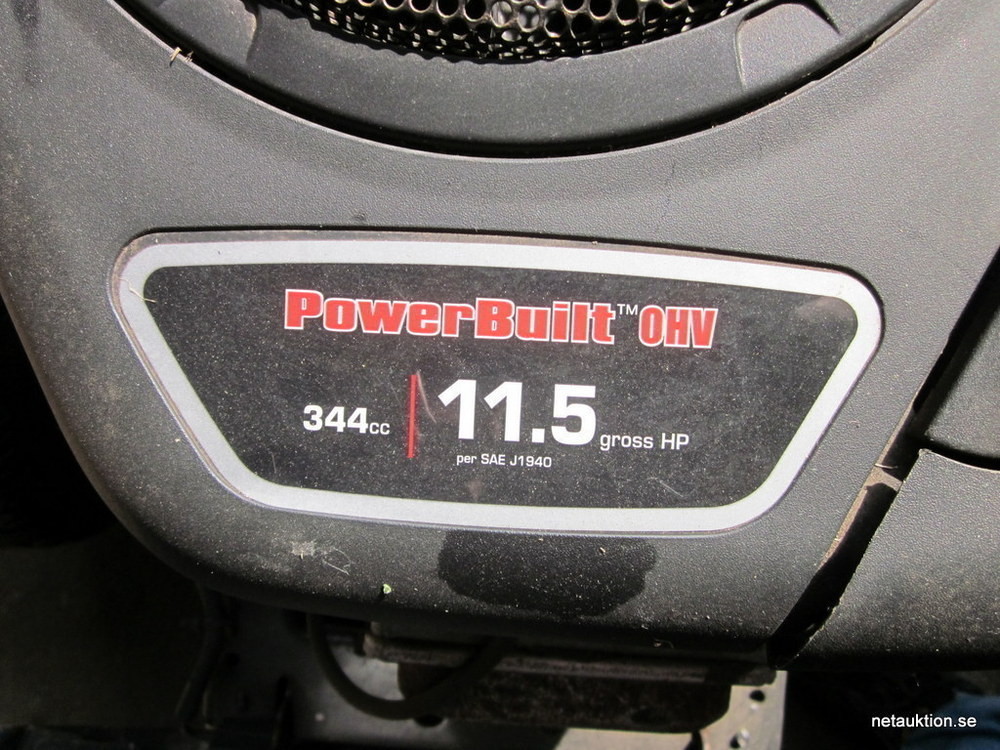 PowerBuilt™ OHV
344cc 11.5 gross HP
per SAE J1940
netauktion.se